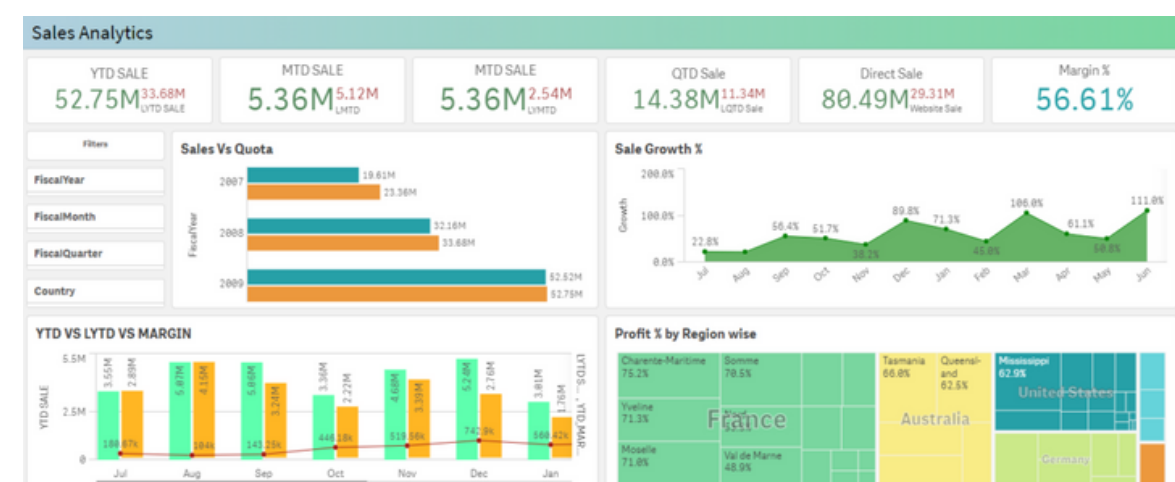 Sales Analytics
YTD SALE
52.75M 33.68M
LYTD SALE
MTD SALE
5.36M 5.12M
LMTD
MTD SALE
5.36M 2.54M
LYMTD
QTD Sale
14.38M 11.34M
LQTD Sale
Direct Sale
80.49M 29.31M
Website Sale
Margin %
56.61%
Filters
FiscalYear
FiscalMonth
FiscalQuarter
Country
Sales Vs Quota
FiscalYear
2007
19.61M
23.36M
2008
32.16M
33.68M
2009
52.52M
52.75M
Sale Growth %
Growth
200.0%
100.0%
0.0%
22.8%
56.4%
51.7%
38.2%
89.8%
71.3%
45.0%
106.0%
61.1%
50.8%
111.0%
Jul
Aug
Sep
Oct
Nov
Dec
Jan
Feb
Mar
Apr
May
Jun
YTD VS LYTD VS MARGIN
YTD SALE
5.5M
2.5M
0
3.55M
2.89M
5.07M
4.15M
5.06M
3.24M
3.36M
2.22M
4.68M
3.39M
5.24M
2.76M
3.01M
1.76M
180.67k
104k
143.25k
446.18k
519.56k
742.9k
560.42k
Jul
Aug
Sep
Oct
Nov
Dec
Jan
LYTDS... , YTD_MAR...
Profit % by Region wise
Charente-Maritime
75.2%
Somme
70.5%
Yveline
71.3%
France
Moselle
71.0%
Val de Marne
48.9%
Tasmania
66.0%
Queensl-
and
62.5%
Australia
Mississippi
62.9%
United States
Germany